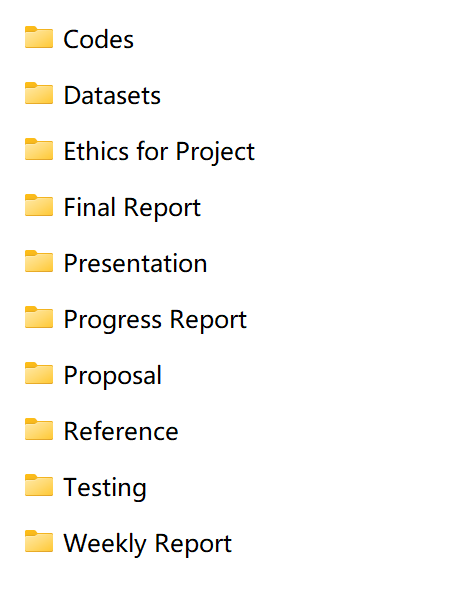 Codes
Datasets
Ethics for Project
Final Report
Presentation
Progress Report
Proposal
Reference
Testing
Weekly Report